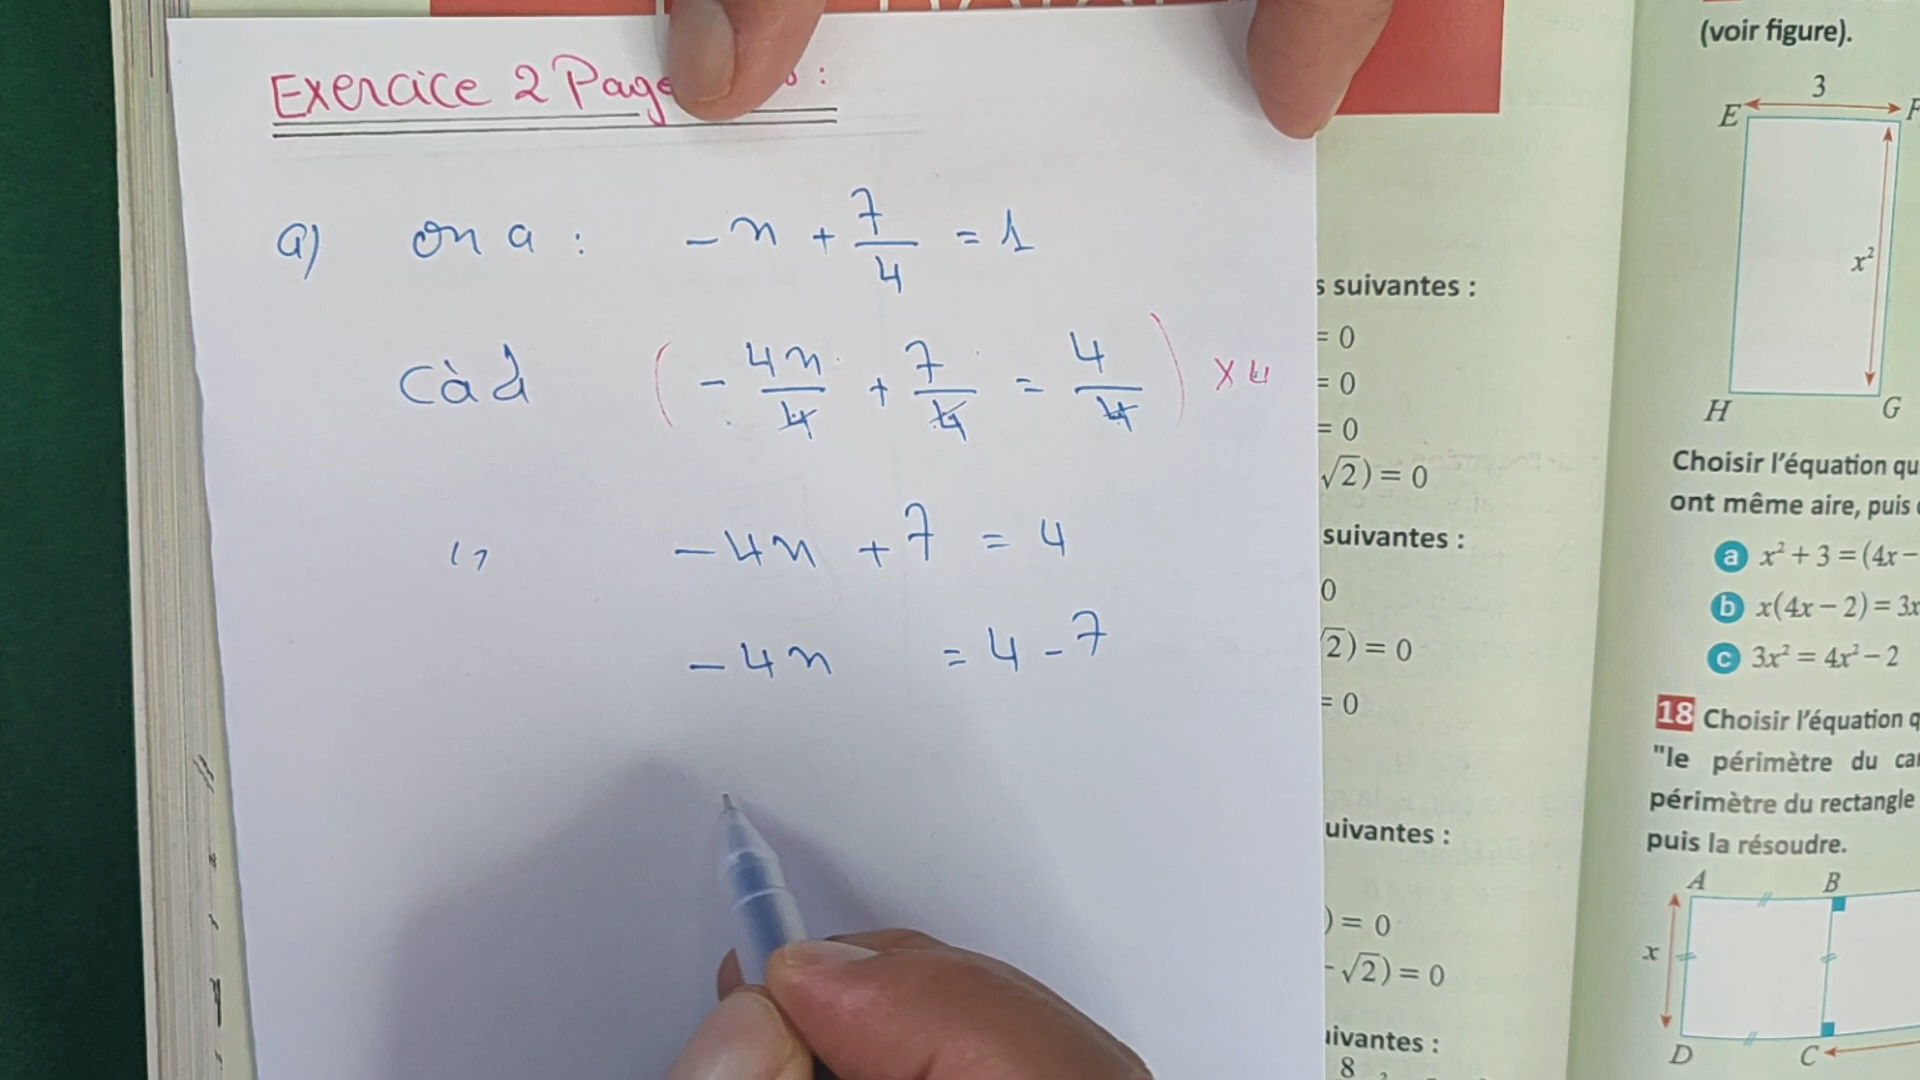 Exercice 2 Page :
a) on a : -x + 7/4 = 1
càd ( - 4x/4 + 7/4 = 4/4 ) × 4
" -4x + 7 = 4
-4x = 4 - 7
s suivantes :
= 0
= 0
= 0
√2) = 0
suivantes :
0
√2) = 0
= 0
uivantes :
) = 0
-√2) = 0
uivantes :
8
(voir figure).
3
E F
x²
H G
Choisir l'équation qu
ont même aire, puis
a x² + 3 = (4x −
b x(4x − 2) = 3x
c 3x² = 4x² − 2
18 Choisir l'équation q
"le périmètre du ca
périmètre du rectangle
puis la résoudre.
A B
x
D C